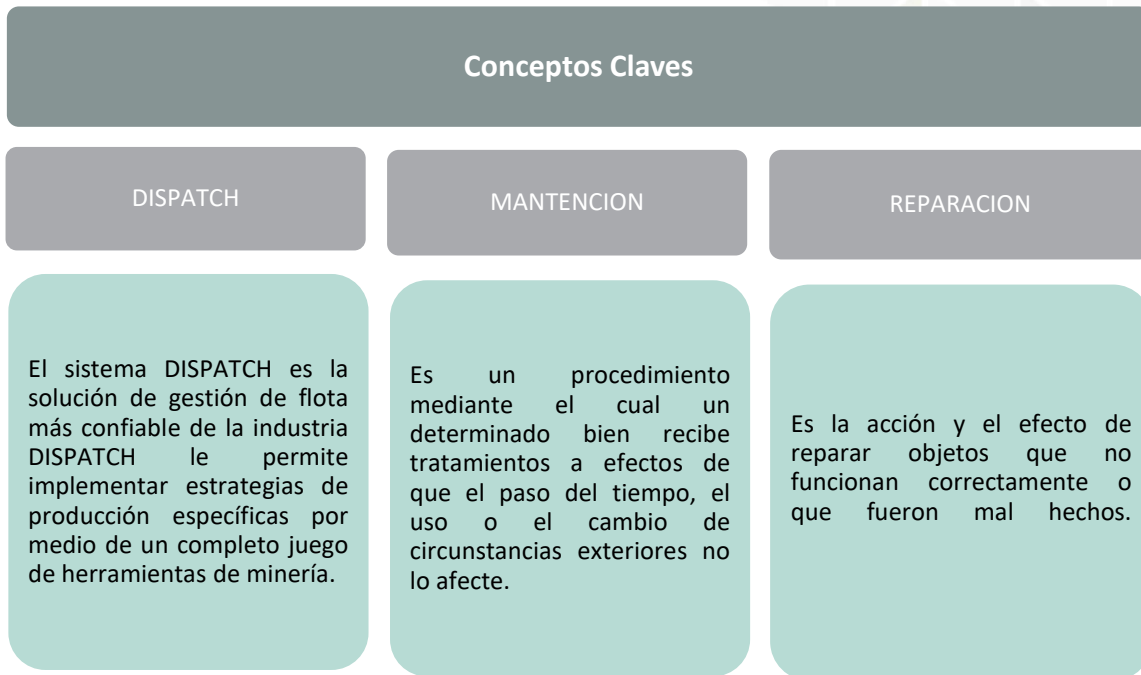 Conceptos Claves
DISPATCH
MANTENCION
REPARACION
El sistema DISPATCH es la
solución de gestión de flota
más confiable de la industria
DISPATCH le permite
implementar estrategias de
producción específicas por
medio de un completo juego
de herramientas de minería.
Es un procedimiento
mediante el cual un
determinado bien recibe
tratamientos a efectos de
que el paso del tiempo, el
uso o el cambio de
circunstancias exteriores no
lo afecte.
Es la acción y el efecto de
reparar objetos que no
funcionan correctamente o
que fueron mal hechos.